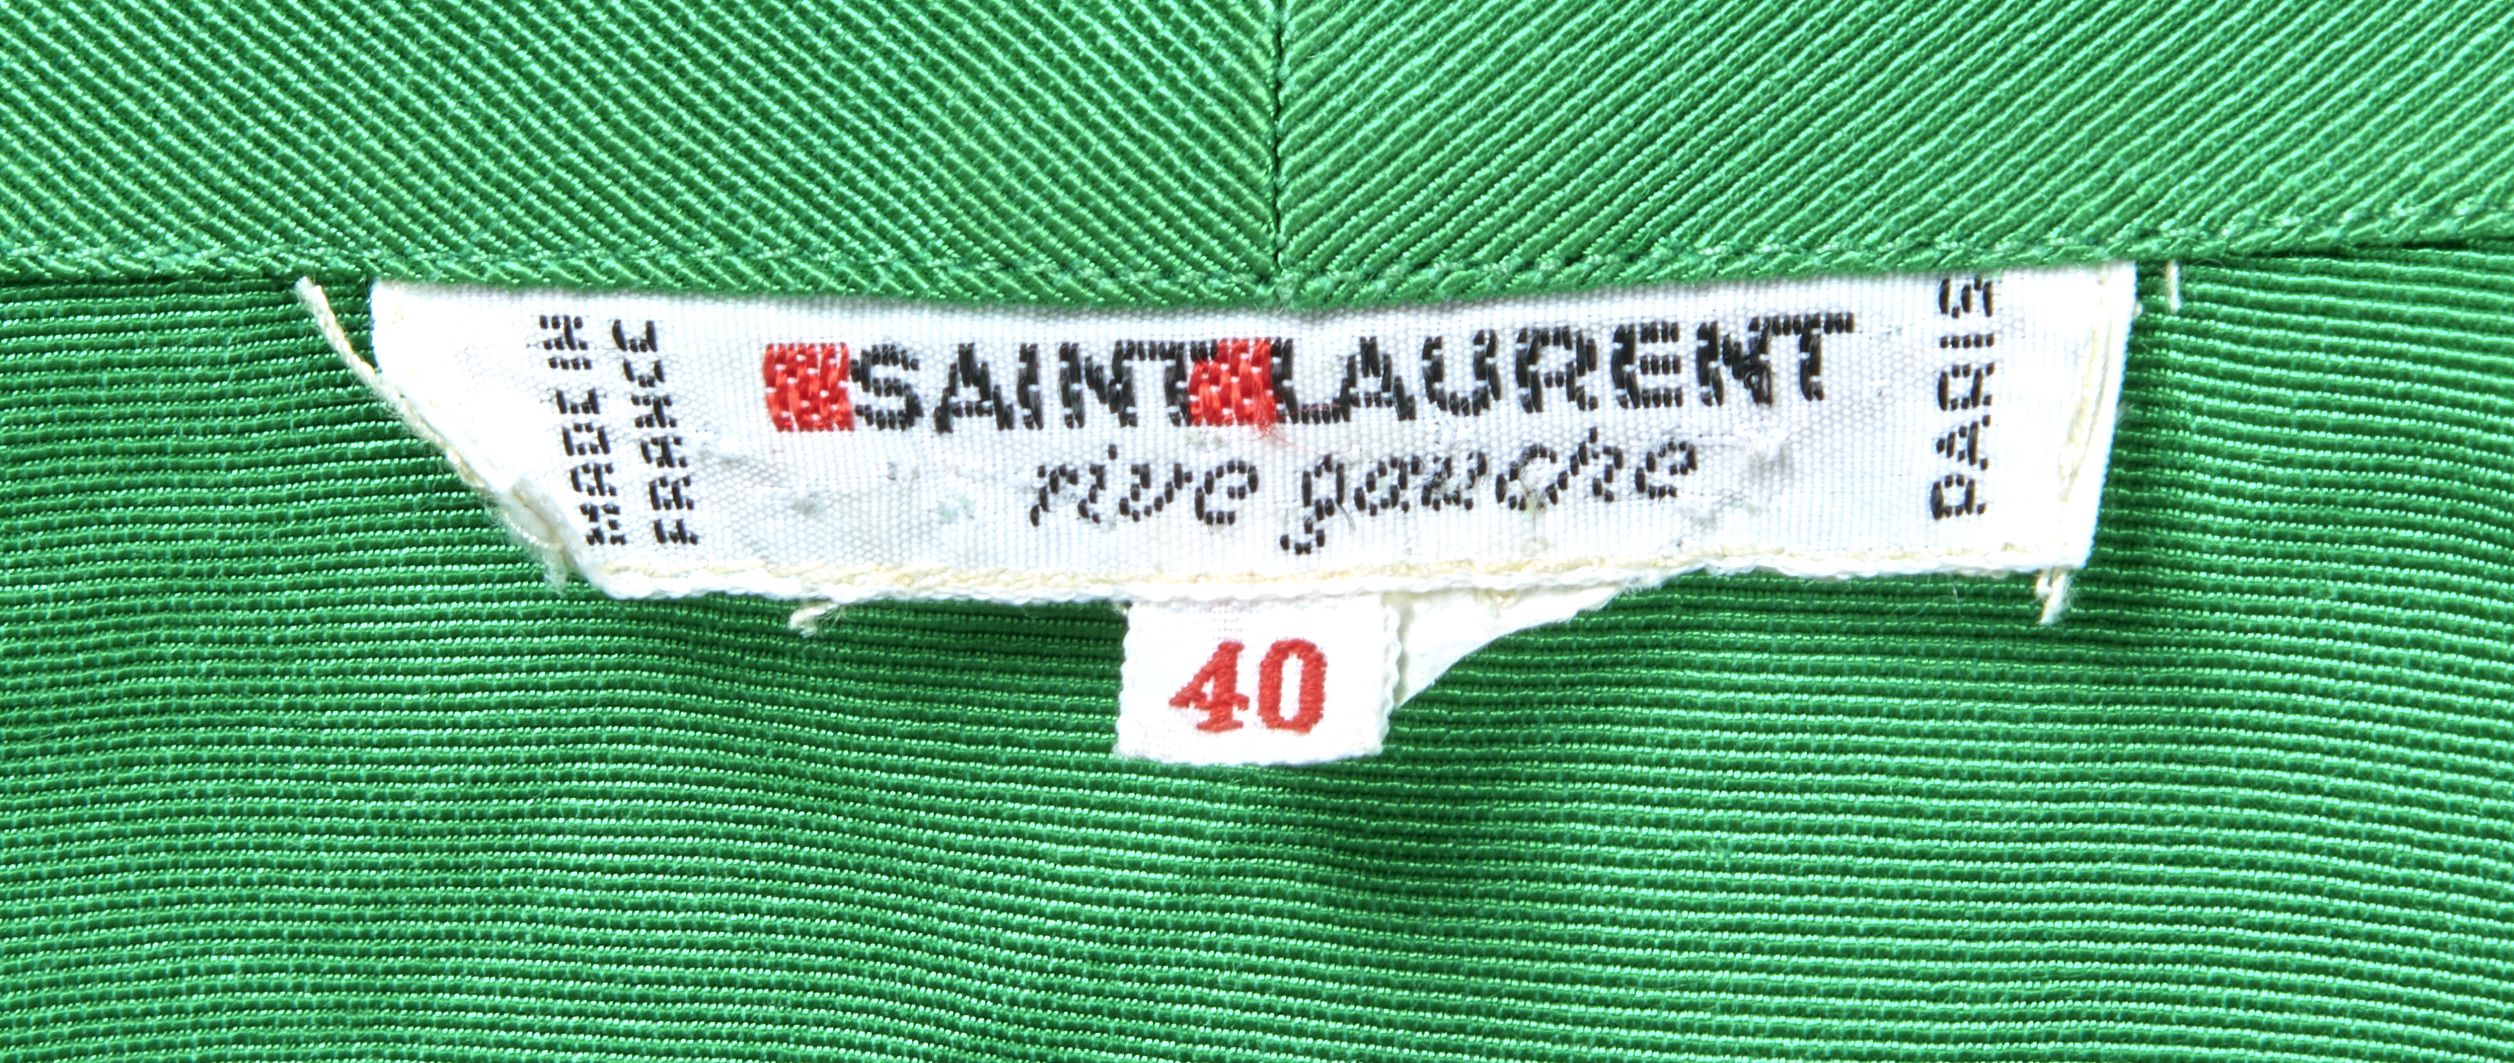 MADE IN
FRANCE
SAINT LAURENT
rive gauche
PARIS
40